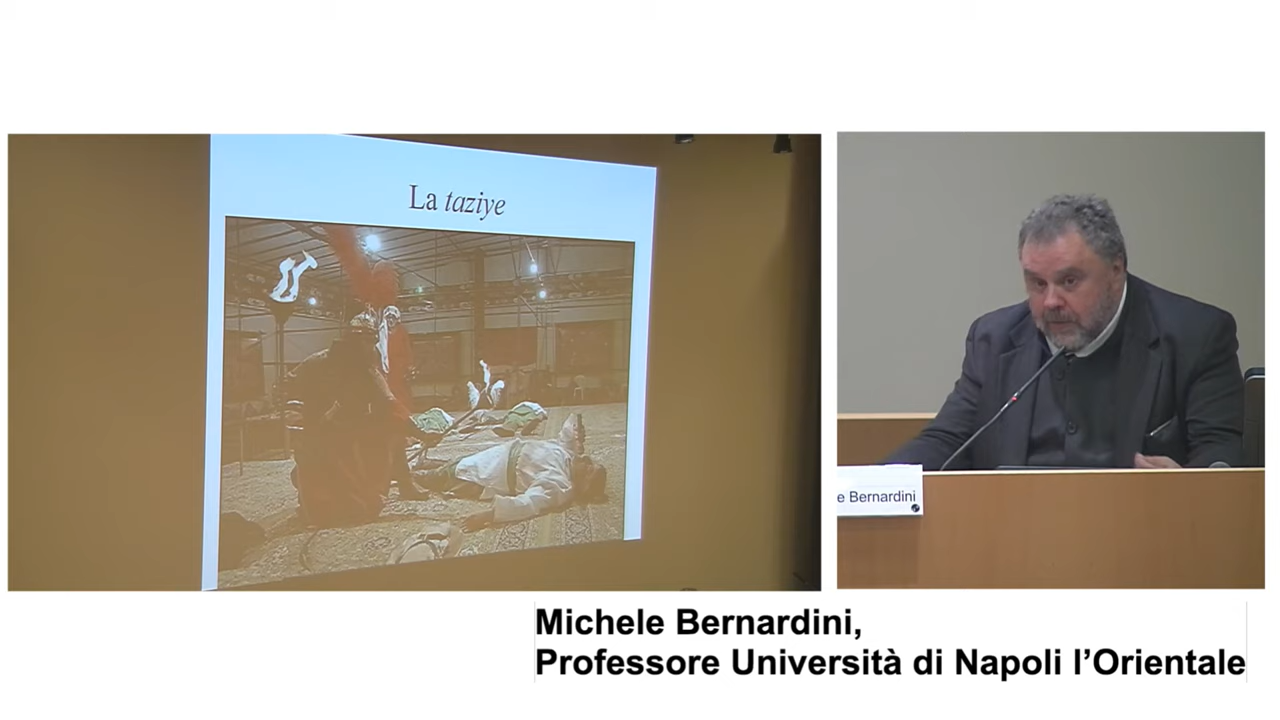 La taziye
e Bernardini
Michele Bernardini,
Professore Università di Napoli l’Orientale